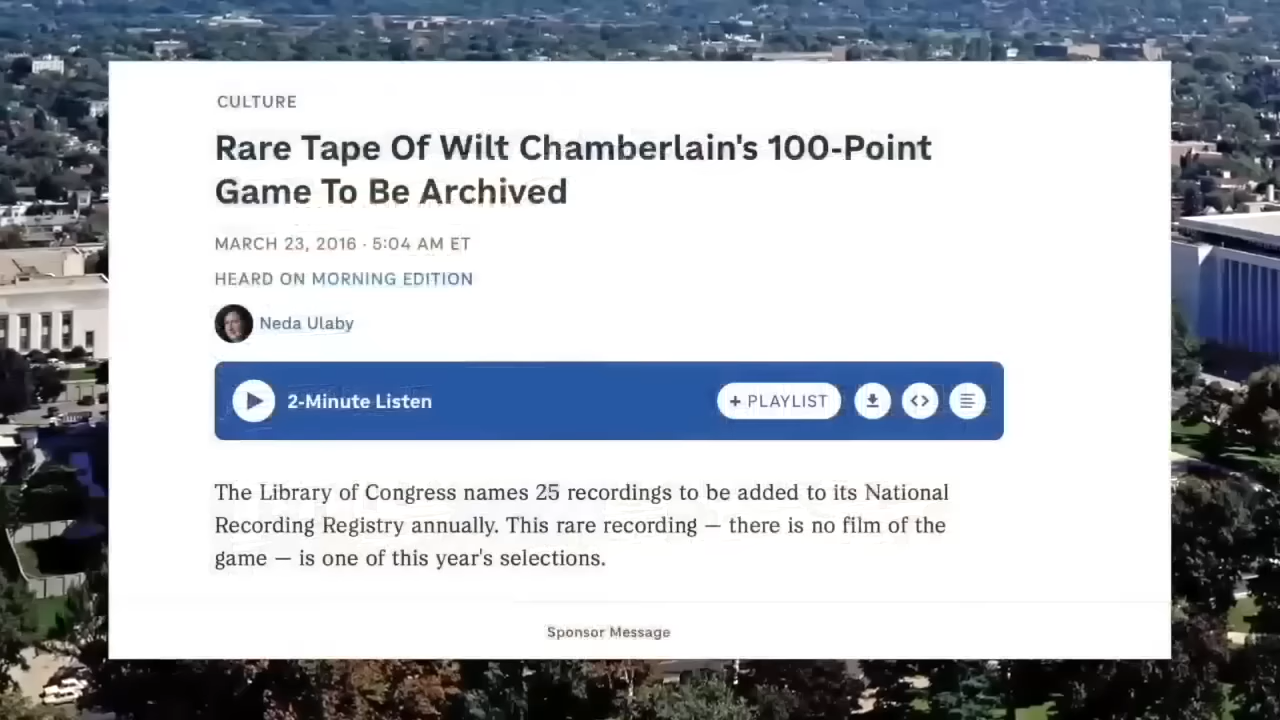 CULTURE
Rare Tape Of Wilt Chamberlain's 100-Point
Game To Be Archived
MARCH 23, 2016 · 5:04 AM ET
HEARD ON MORNING EDITION
Neda Ulaby
2-Minute Listen
+ PLAYLIST
The Library of Congress names 25 recordings to be added to its National
Recording Registry annually. This rare recording — there is no film of the
game — is one of this year's selections.
Sponsor Message